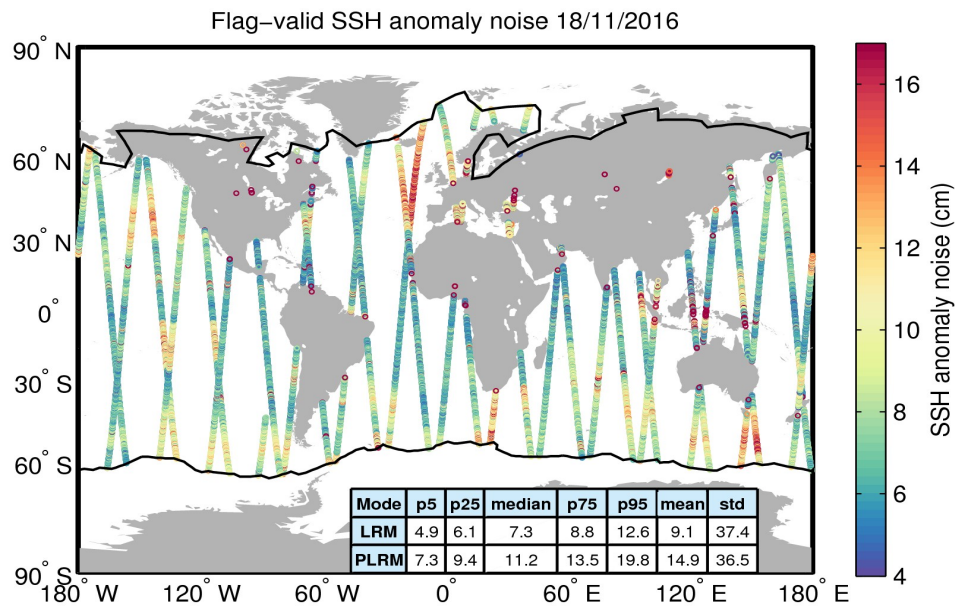 Flag−valid SSH anomaly noise 18/11/2016
90° N
60° N
30° N
0°
30° S
60° S
90° S
180° W
120° W
60° W
0°
60° E
120° E
180° E
Mode p5 p25 median p75 p95 mean std
LRM 4.9 6.1 7.3 8.8 12.6 9.1 37.4
PLRM 7.3 9.4 11.2 13.5 19.8 14.9 36.5
16
14
12
10
8
6
4
SSH anomaly noise (cm)